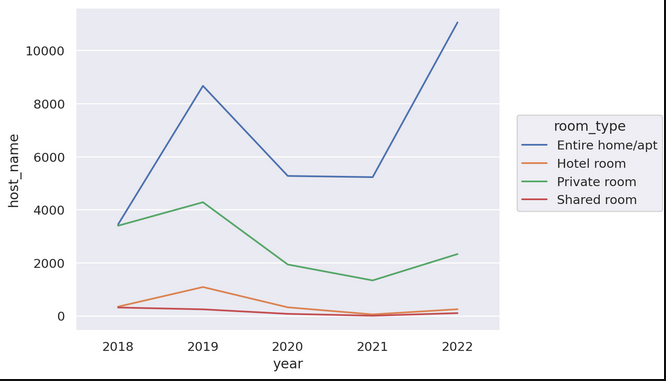 10000
8000
6000
4000
2000
0
host_name
2018 2019 2020 2021 2022
year
room_type
Entire home/apt
Hotel room
Private room
Shared room